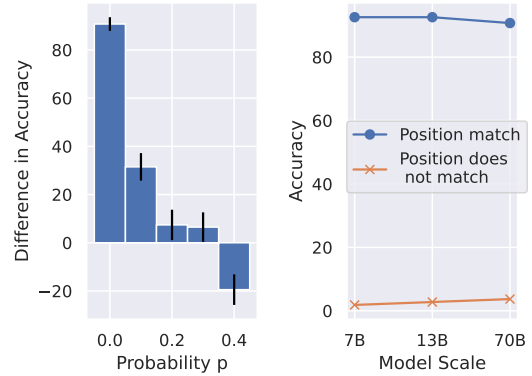 Difference in Accuracy
80
60
40
20
0
−20
0.0 0.2 0.4
Probability p
Accuracy
80
60
40
20
0
Position match
Position does
not match
7B 13B 70B
Model Scale